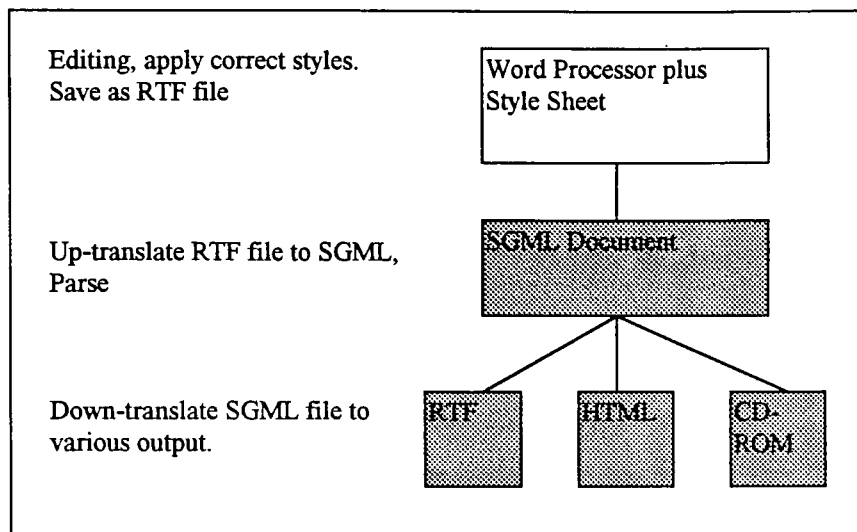 Editing, apply correct styles.
Save as RTF file
Word Processor plus
Style Sheet
Up-translate RTF file to SGML,
Parse
SGML Document
Down-translate SGML file to
various output.
RTF
HTML
CD-
ROM